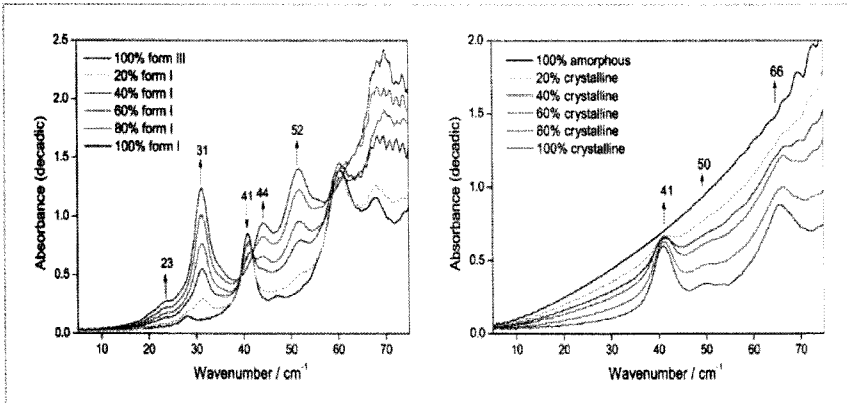 2.5
2.0
1.5
1.0
0.5
0.0
Absorbance (decadic)
100% form III
20% form I
40% form I
60% form I
80% form I
100% form I
23
31
41
44
52
10 20 30 40 50 60 70
Wavenumber / cm⁻¹
2.0
1.5
1.0
0.5
0.0
Absorbance (decadic)
100% amorphous
20% crystalline
40% crystalline
60% crystalline
80% crystalline
100% crystalline
41
50
66
10 20 30 40 50 60 70
Wavenumber / cm⁻¹